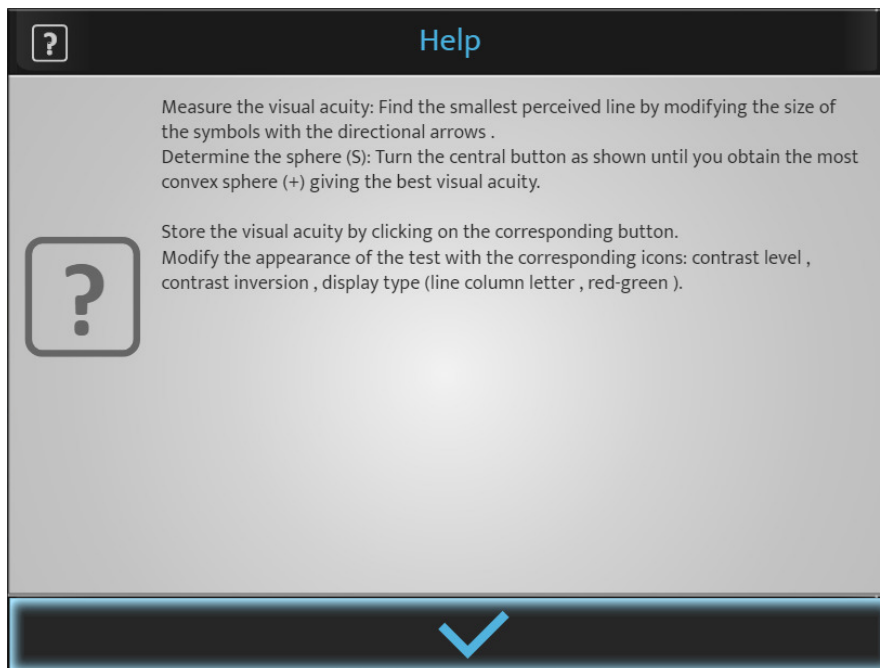 ?
Help
Measure the visual acuity: Find the smallest perceived line by modifying the size of
the symbols with the directional arrows .
Determine the sphere (S): Turn the central button as shown until you obtain the most
convex sphere (+) giving the best visual acuity.
Store the visual acuity by clicking on the corresponding button.
Modify the appearance of the test with the corresponding icons: contrast level ,
contrast inversion , display type (line column letter , red-green ).
?